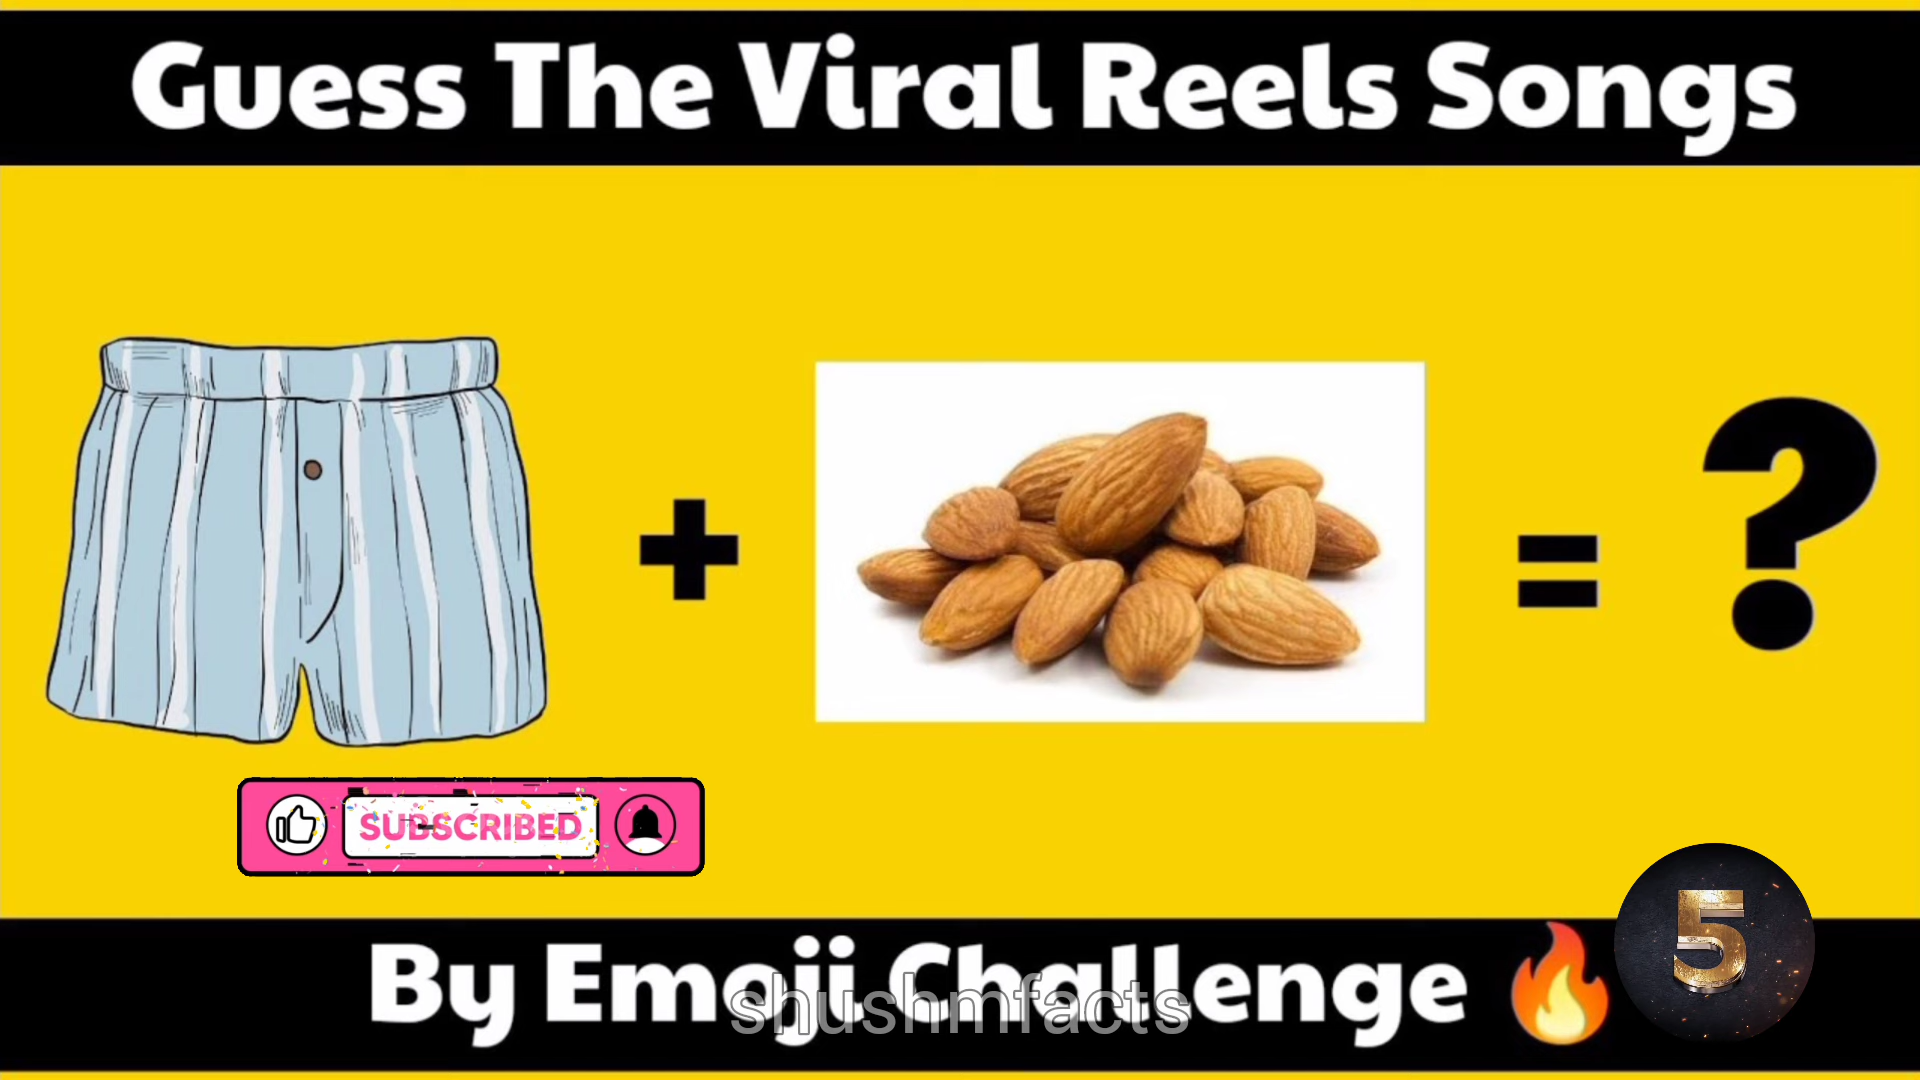 Guess The Viral Reels Songs
+
=
?
SUBSCRIBED
By Emoji Challenge 🔥
5
shushmfacts